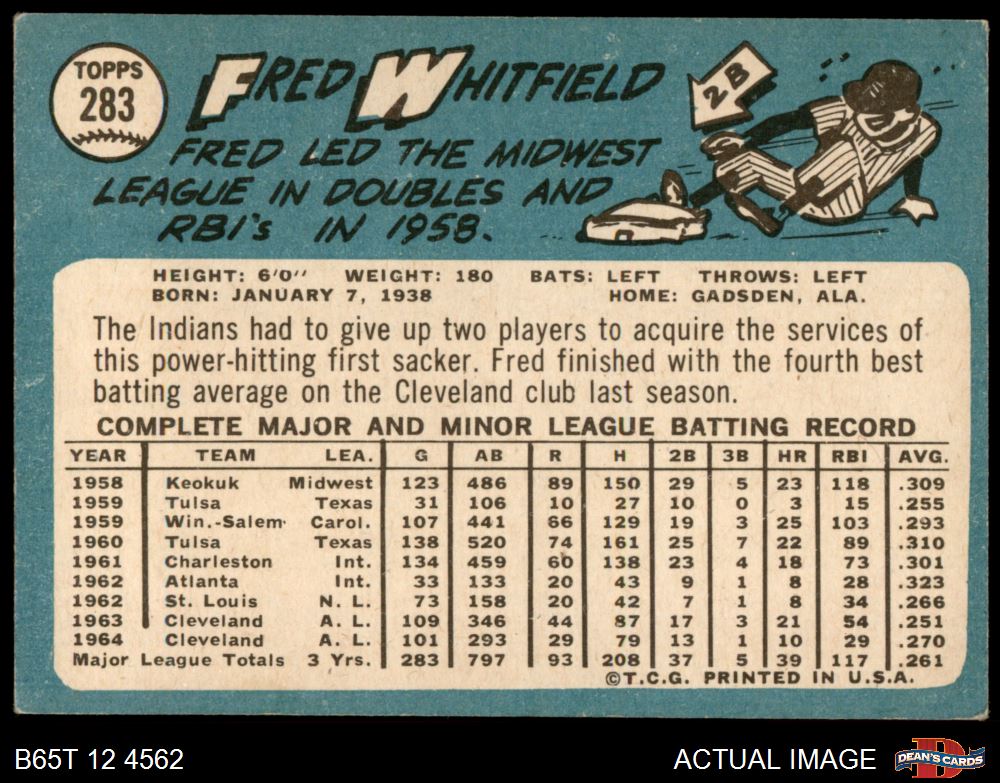 TOPPS
283
FRED WHITFIELD
2B
FRED LED THE MIDWEST
LEAGUE IN DOUBLES AND
RBI's IN 1958.
HEIGHT: 6'0" WEIGHT: 180 BATS: LEFT THROWS: LEFT
BORN: JANUARY 7, 1938 HOME: GADSDEN, ALA.
The Indians had to give up two players to acquire the services of
this power-hitting first sacker. Fred finished with the fourth best
batting average on the Cleveland club last season.
COMPLETE MAJOR AND MINOR LEAGUE BATTING RECORD
YEAR TEAM LEA. G AB R H 2B 3B HR RBI AVG.
1958 Keokuk Midwest 123 486 89 150 29 5 23 118 .309
1959 Tulsa Texas 31 106 10 27 10 0 3 15 .255
1959 Win.-Salem Carol. 107 441 66 129 19 3 25 103 .293
1960 Tulsa Texas 138 520 74 161 25 7 22 89 .310
1961 Charleston Int. 134 459 60 138 23 4 18 73 .301
1962 Atlanta Int. 33 133 20 43 9 1 8 28 .323
1962 St. Louis N. L. 73 158 20 42 7 1 8 34 .266
1963 Cleveland A. L. 109 346 44 87 17 3 21 54 .251
1964 Cleveland A. L. 101 293 29 79 13 1 10 29 .270
Major League Totals 3 Yrs. 283 797 93 208 37 5 39 117 .261
©T.C.G. PRINTED IN U.S.A.
B65T 12 4562 ACTUAL IMAGE
D
DEAN'S CARDS